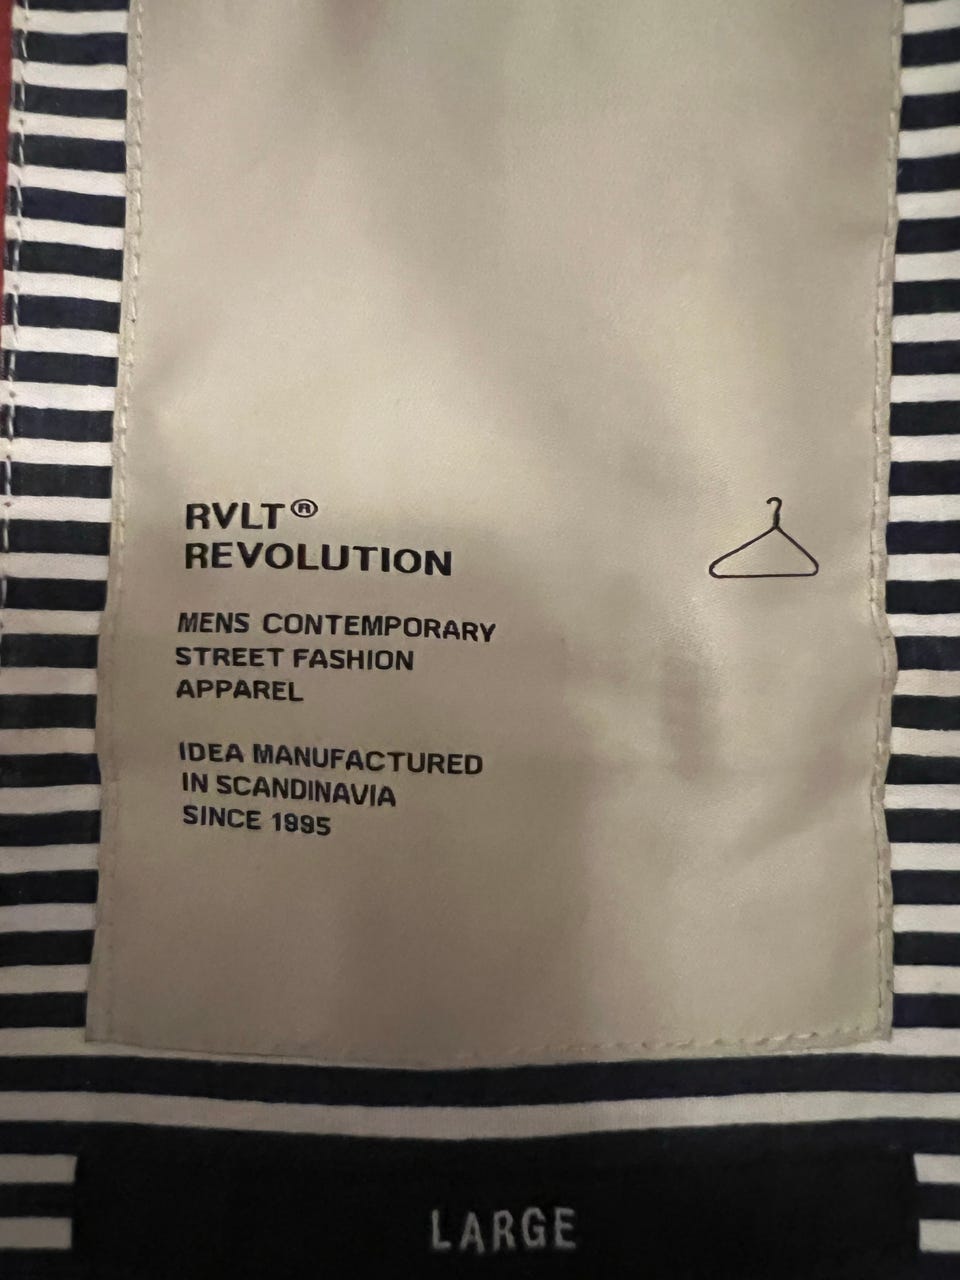 RVLT®
REVOLUTION
MENS CONTEMPORARY
STREET FASHION
APPAREL
IDEA MANUFACTURED
IN SCANDINAVIA
SINCE 1995
LARGE